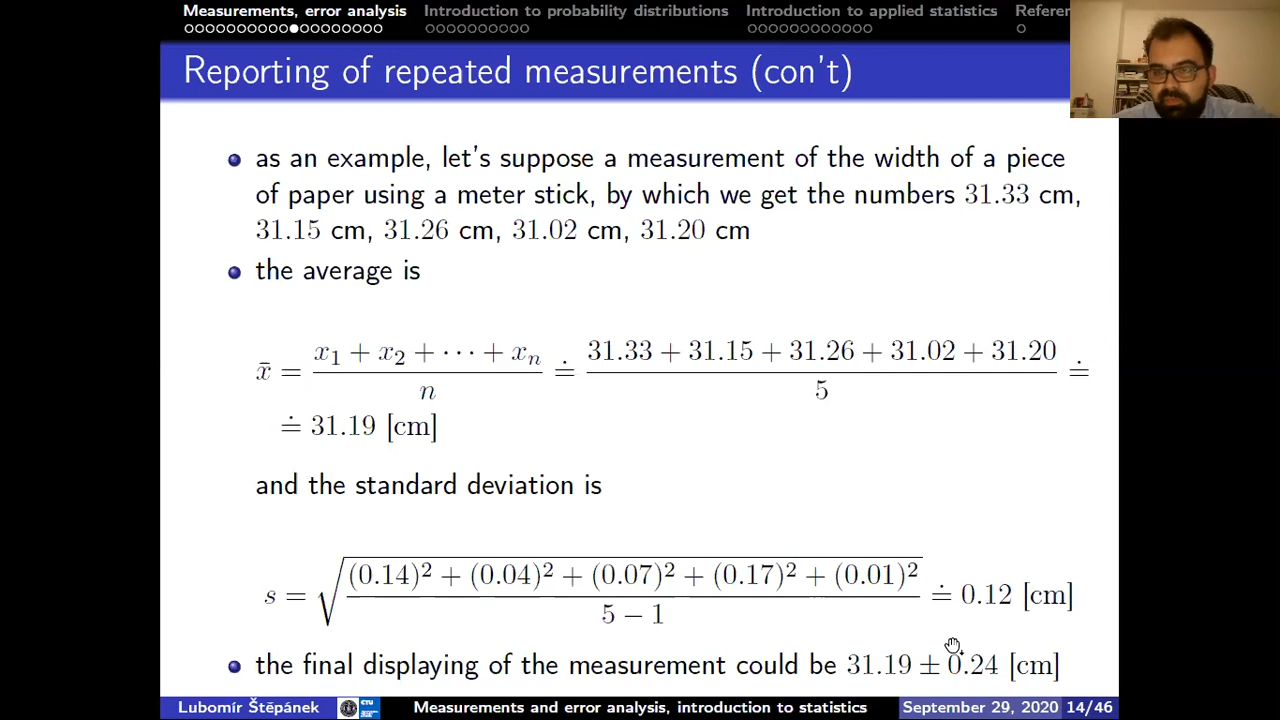 Measurements, error analysis Introduction to probability distributions Introduction to applied statistics Referen
Reporting of repeated measurements (con't)
as an example, let's suppose a measurement of the width of a piece
of paper using a meter stick, by which we get the numbers 31.33 cm,
31.15 cm, 31.26 cm, 31.02 cm, 31.20 cm
the average is
x̄ = (x₁ + x₂ + ⋯ + xₙ) / n ≐ (31.33 + 31.15 + 31.26 + 31.02 + 31.20) / 5 ≐
≐ 31.19 [cm]
and the standard deviation is
s = √(((0.14)² + (0.04)² + (0.07)² + (0.17)² + (0.01)²) / (5 − 1)) ≐ 0.12 [cm]
the final displaying of the measurement could be 31.19 ± 0.24 [cm]
Lubomír Štěpánek CTU Measurements and error analysis, introduction to statistics September 29, 2020 14/46